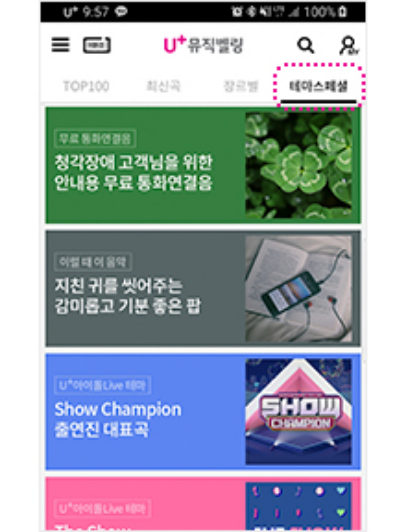 U+ 9:57 100%
U+뮤직벨링
TOP100 최신곡 장르별 테마스페셜
무료 통화연결음
청각장애 고객님을 위한
안내용 무료 통화연결음
이럴 때 이 음악
지친 귀를 씻어주는
감미롭고 기분 좋은 팝
U+아이돌Live 테마
Show Champion
출연진 대표곡
SHOW
CHAMPION
U+아이돌Live 테마
The Show